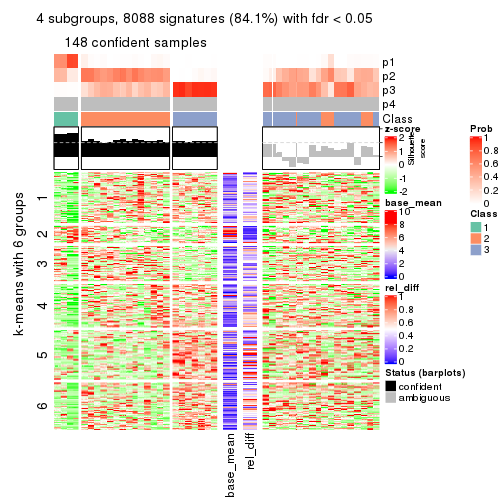 4 subgroups, 8088 signatures (84.1%) with fdr < 0.05
148 confident samples
p1
p2
p3
p4
Class
Silhouette
score
k-means with 6 groups
1
2
3
4
5
6
base_mean
rel_diff
z-score
2
1
0
-1
-2
base_mean
10
8
6
4
2
0
rel_diff
1
0.8
0.6
0.4
0.2
0
Status (barplots)
confident
ambiguous
Prob
1
0.8
0.6
0.4
0.2
0
Class
1
2
3